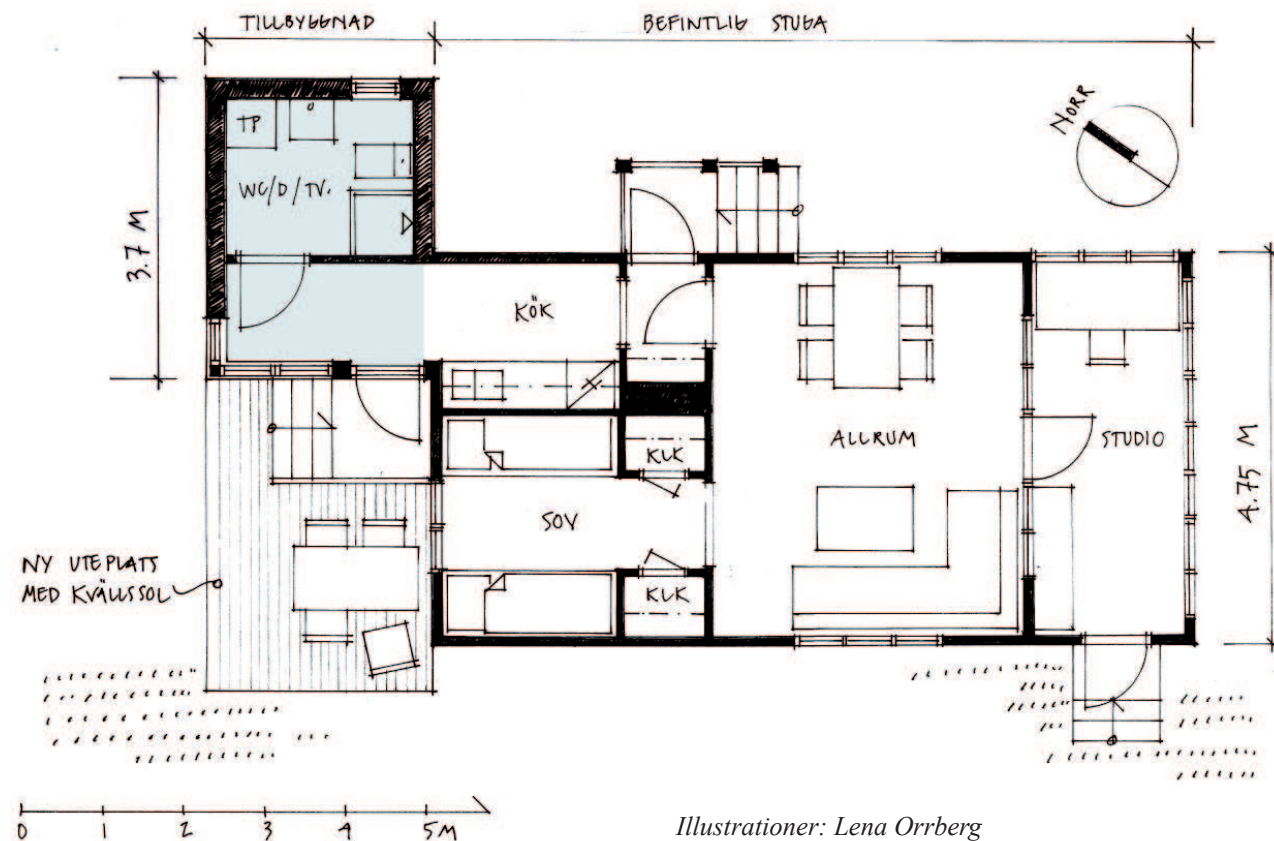 TILLBYGGNAD
BEFINTLIG STUGA
NORR
TP
WC/D/TV.
3.7 M
KÖK
KLK
ALLRUM
STUDIO
4.75 M
SOV
NY UTEPLATS
MED KVÄLLSSOL
KLK
0 1 2 3 4 5M
Illustrationer: Lena Orrberg